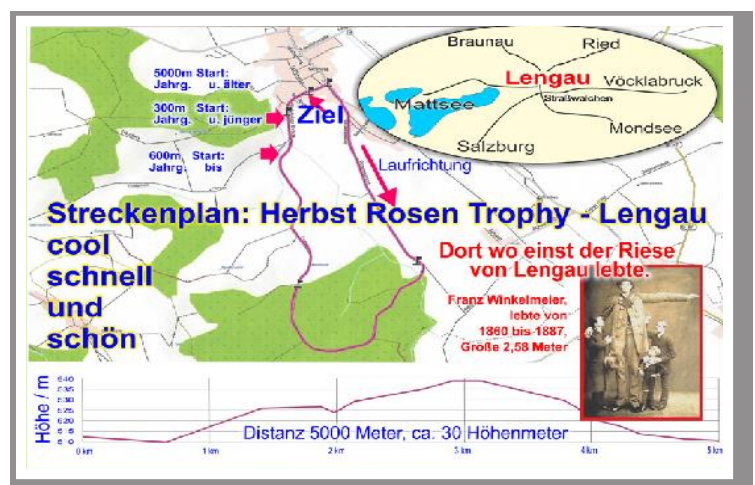 Braunau
Ried
Lengau
Vöcklabruck
Straßwalchen
Mattsee
Mondsee
Salzburg
5000m Start:
Jahrg. u. älter
300m Start:
Jahrg. u. jünger
Ziel
600m Start:
Jahrg. bis
Laufrichtung
Streckenplan: Herbst Rosen Trophy - Lengau
cool
schnell
und
schön
Dort wo einst der Riese
von Lengau lebte.
Franz Winkelmeier,
lebte von
1860 bis 1887,
Größe 2,58 Meter
Höhe / m
Distanz 5000 Meter, ca. 30 Höhenmeter
0 km
1 km
2 km
3 km
4 km
5 km